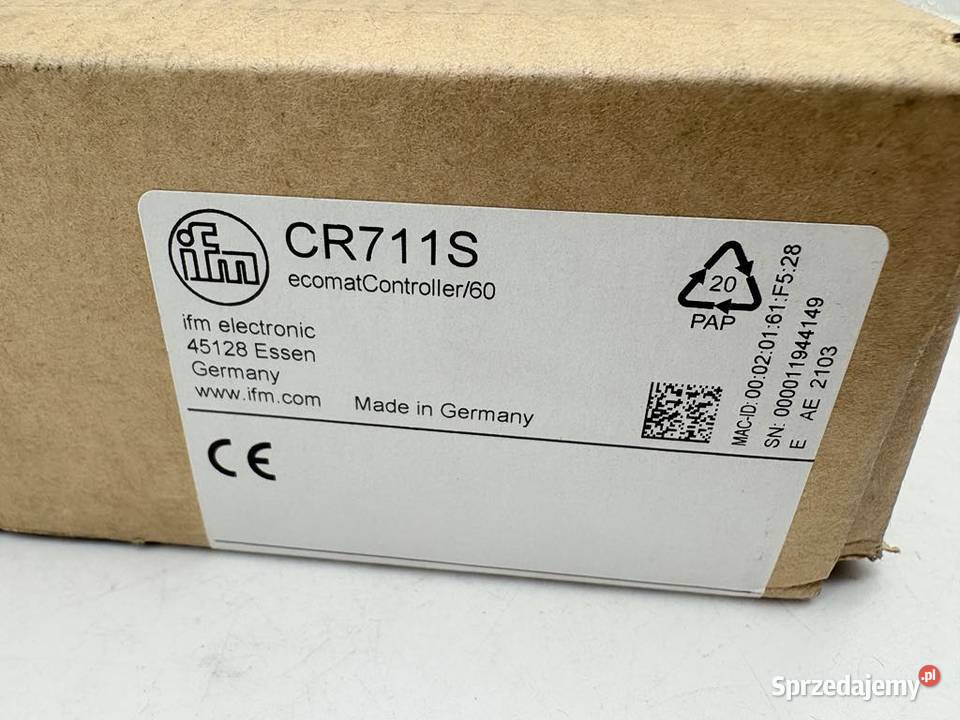 ifm
CR711S
ecomatController/60
ifm electronic
45128 Essen
Germany
www.ifm.com
Made in Germany
CE
20
PAP
MAC-ID: 00:02:01:61:F5:28
SN: 000011944149
E AE 2103
Sprzedajemy.pl